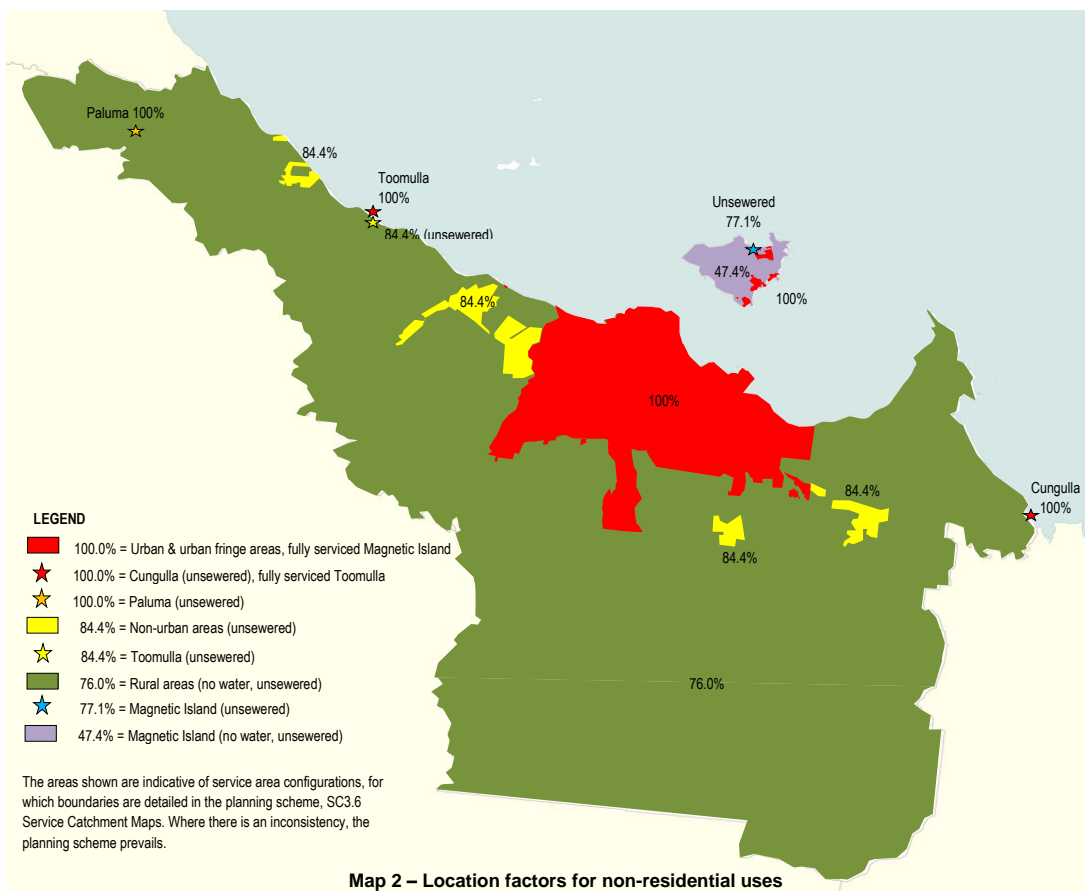 Paluma 100%
84.4%
Toomulla
100%
84.4% (unsewered)
Unsewered
77.1%
47.4%
100%
84.4%
100%
84.4%
Cungulla
100%
84.4%
76.0%
LEGEND
100.0% = Urban & urban fringe areas, fully serviced Magnetic Island
100.0% = Cungulla (unsewered), fully serviced Toomulla
100.0% = Paluma (unsewered)
84.4% = Non-urban areas (unsewered)
84.4% = Toomulla (unsewered)
76.0% = Rural areas (no water, unsewered)
77.1% = Magnetic Island (unsewered)
47.4% = Magnetic Island (no water, unsewered)
The areas shown are indicative of service area configurations, for
which boundaries are detailed in the planning scheme, SC3.6
Service Catchment Maps. Where there is an inconsistency, the
planning scheme prevails.
Map 2 – Location factors for non-residential uses